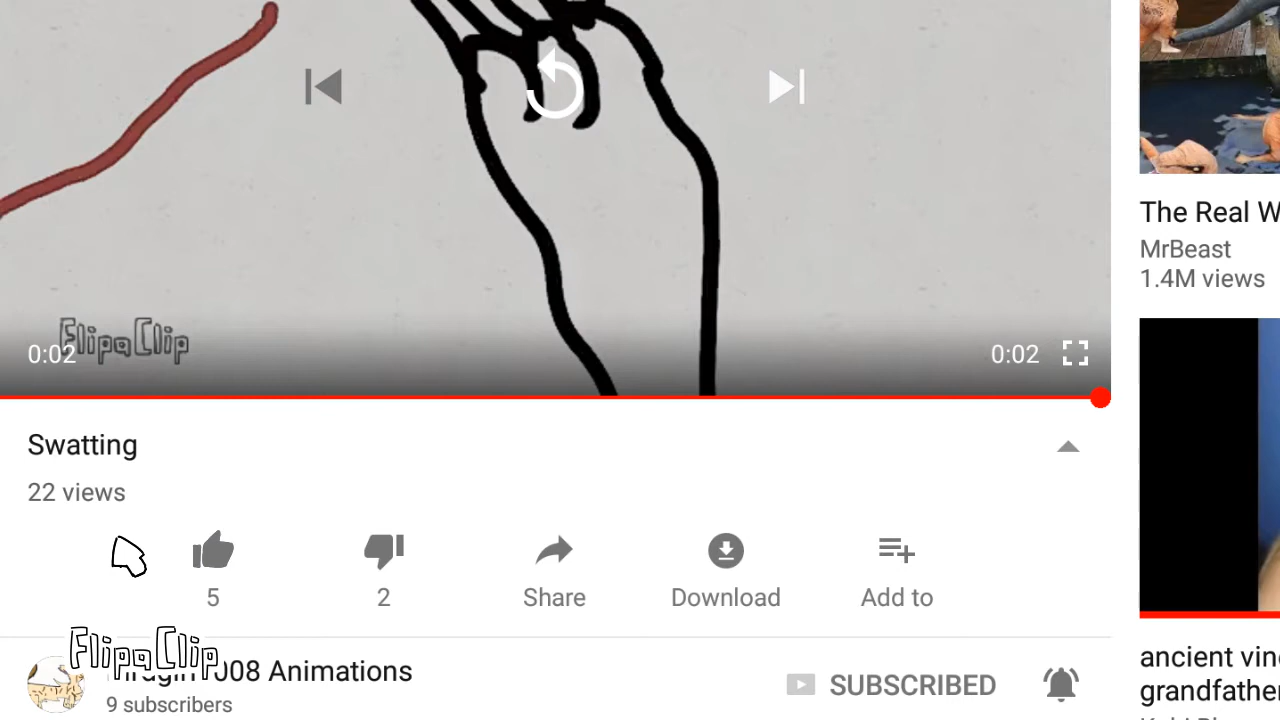 FlipaClip
0:02
0:02
Swatting
22 views
5
2
Share
Download
Add to
FlipaClip
008 Animations
9 subscribers
SUBSCRIBED
The Real W
MrBeast
1.4M views
ancient vin
grandfather